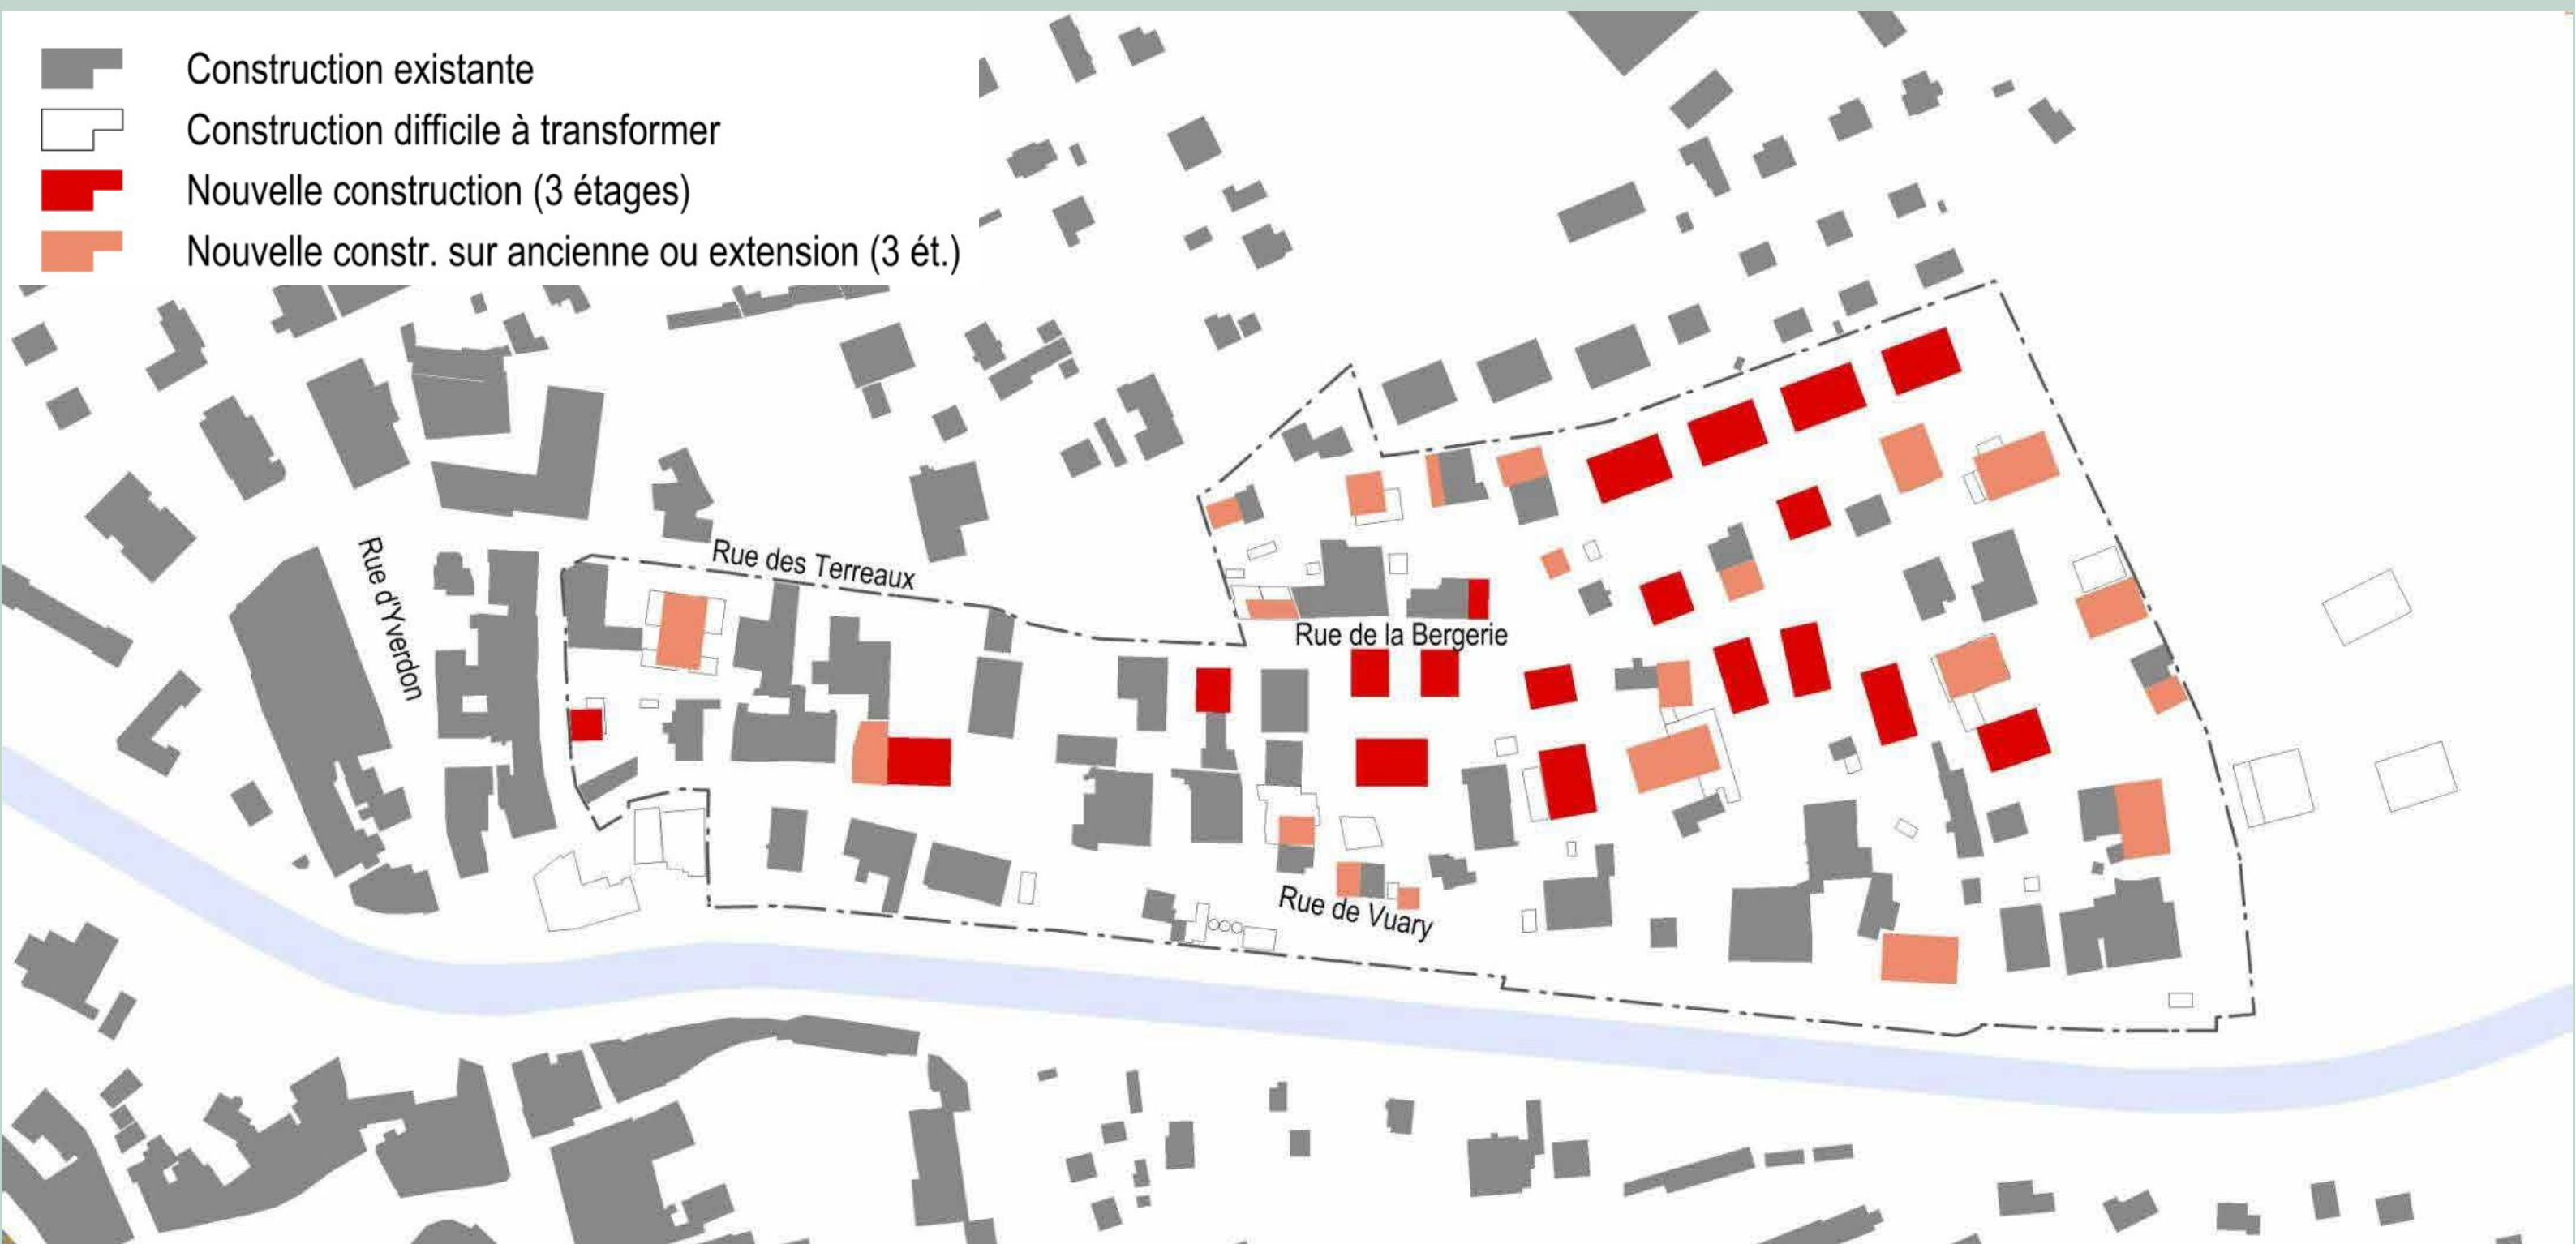 Construction existante
Construction difficile à transformer
Nouvelle construction (3 étages)
Nouvelle constr. sur ancienne ou extension (3 ét.)
Rue d'Yverdon
Rue des Terreaux
Rue de la Bergerie
Rue de Vuary